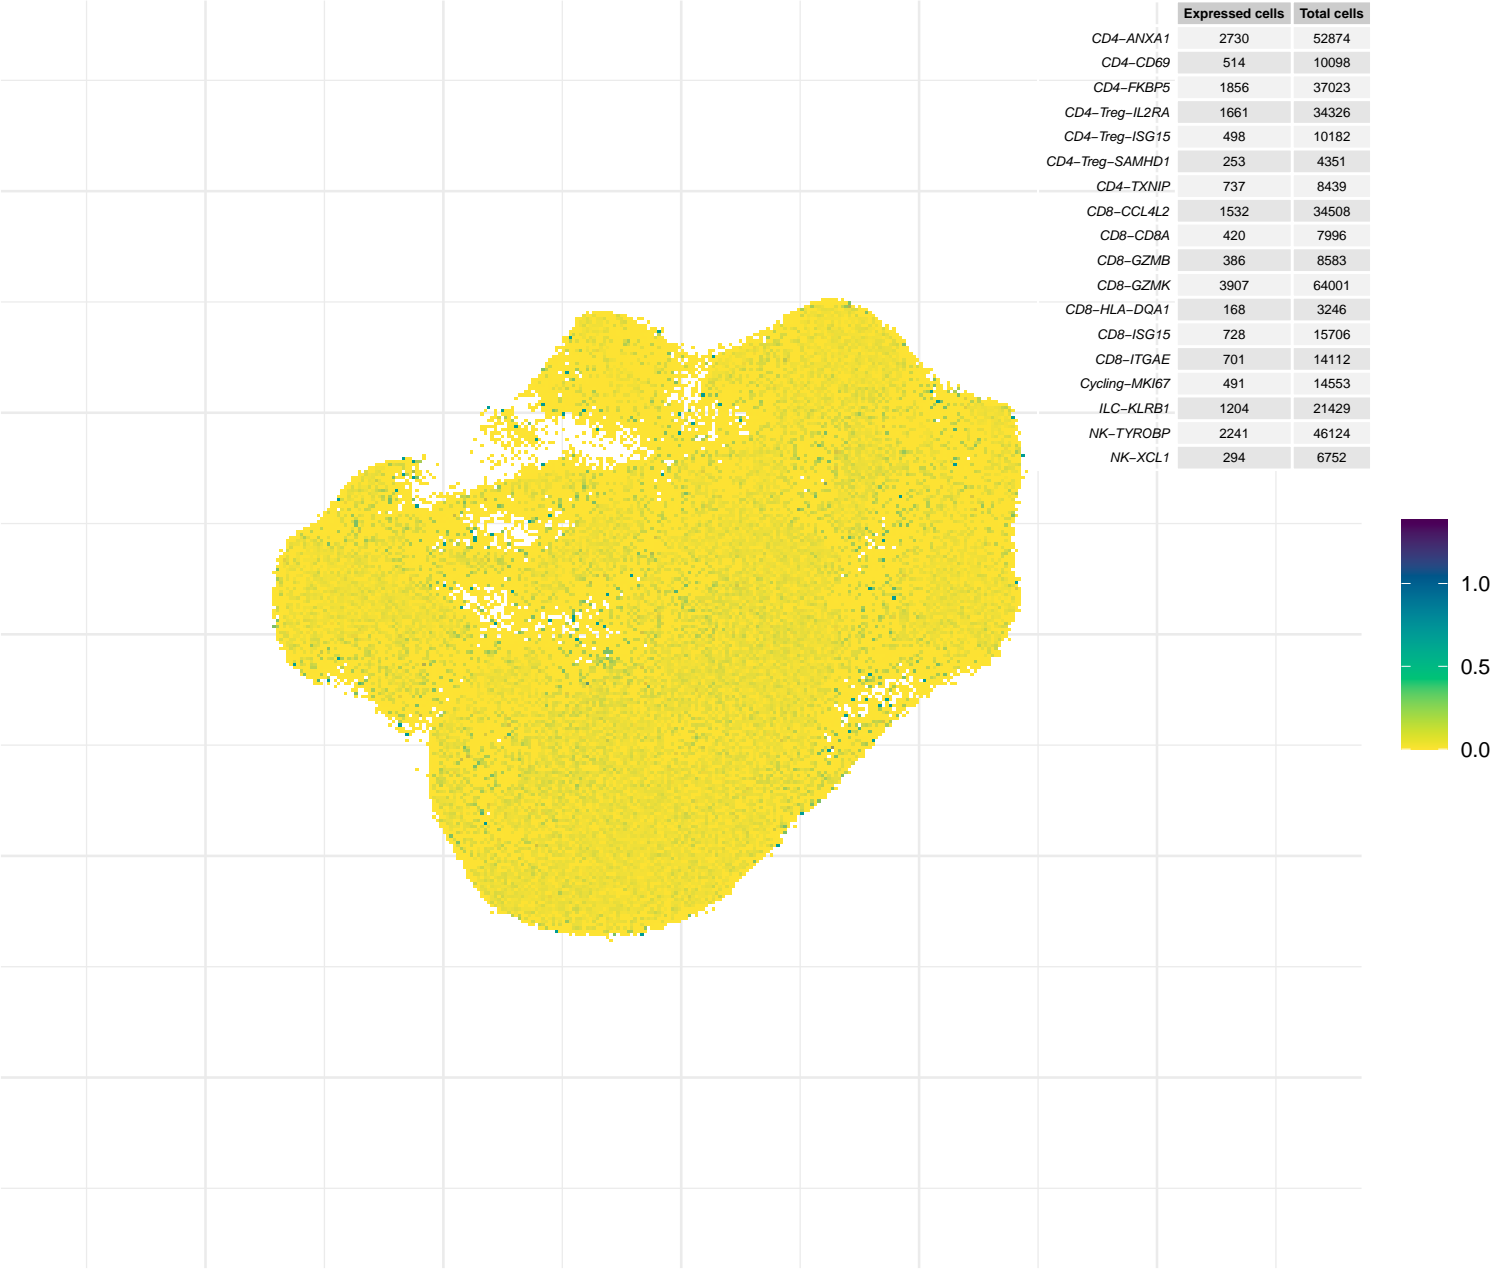 Expressed cells Total cells
CD4−ANXA1 2730 52874
CD4−CD69 514 10098
CD4−FKBP5 1856 37023
CD4−Treg−IL2RA 1661 34326
CD4−Treg−ISG15 498 10182
CD4−Treg−SAMHD1 253 4351
CD4−TXNIP 737 8439
CD8−CCL4L2 1532 34508
CD8−CD8A 420 7996
CD8−GZMB 386 8583
CD8−GZMK 3907 64001
CD8−HLA−DQA1 168 3246
CD8−ISG15 728 15706
CD8−ITGAE 701 14112
Cycling−MKI67 491 14553
ILC−KLRB1 1204 21429
NK−TYROBP 2241 46124
NK−XCL1 294 6752
1.0
0.5
0.0